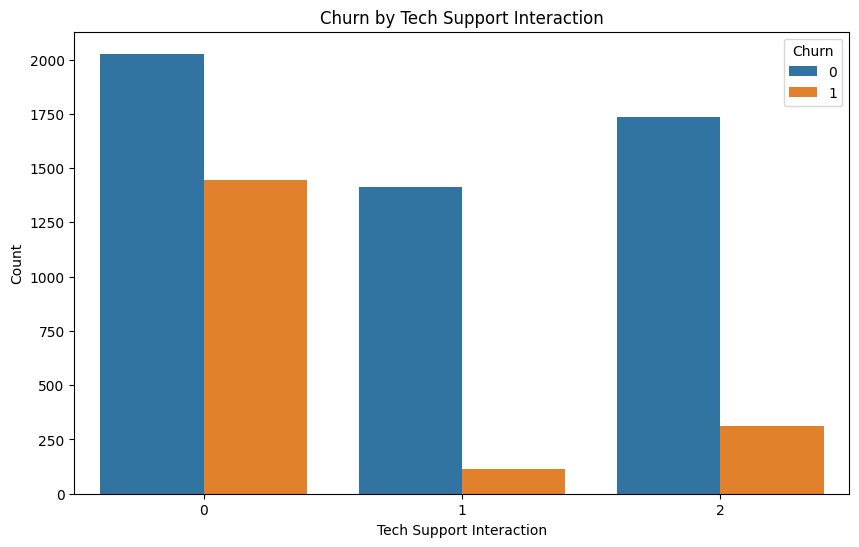 Churn by Tech Support Interaction
Churn
0
1
Count
2000
1750
1500
1250
1000
750
500
250
0
0 1 2
Tech Support Interaction